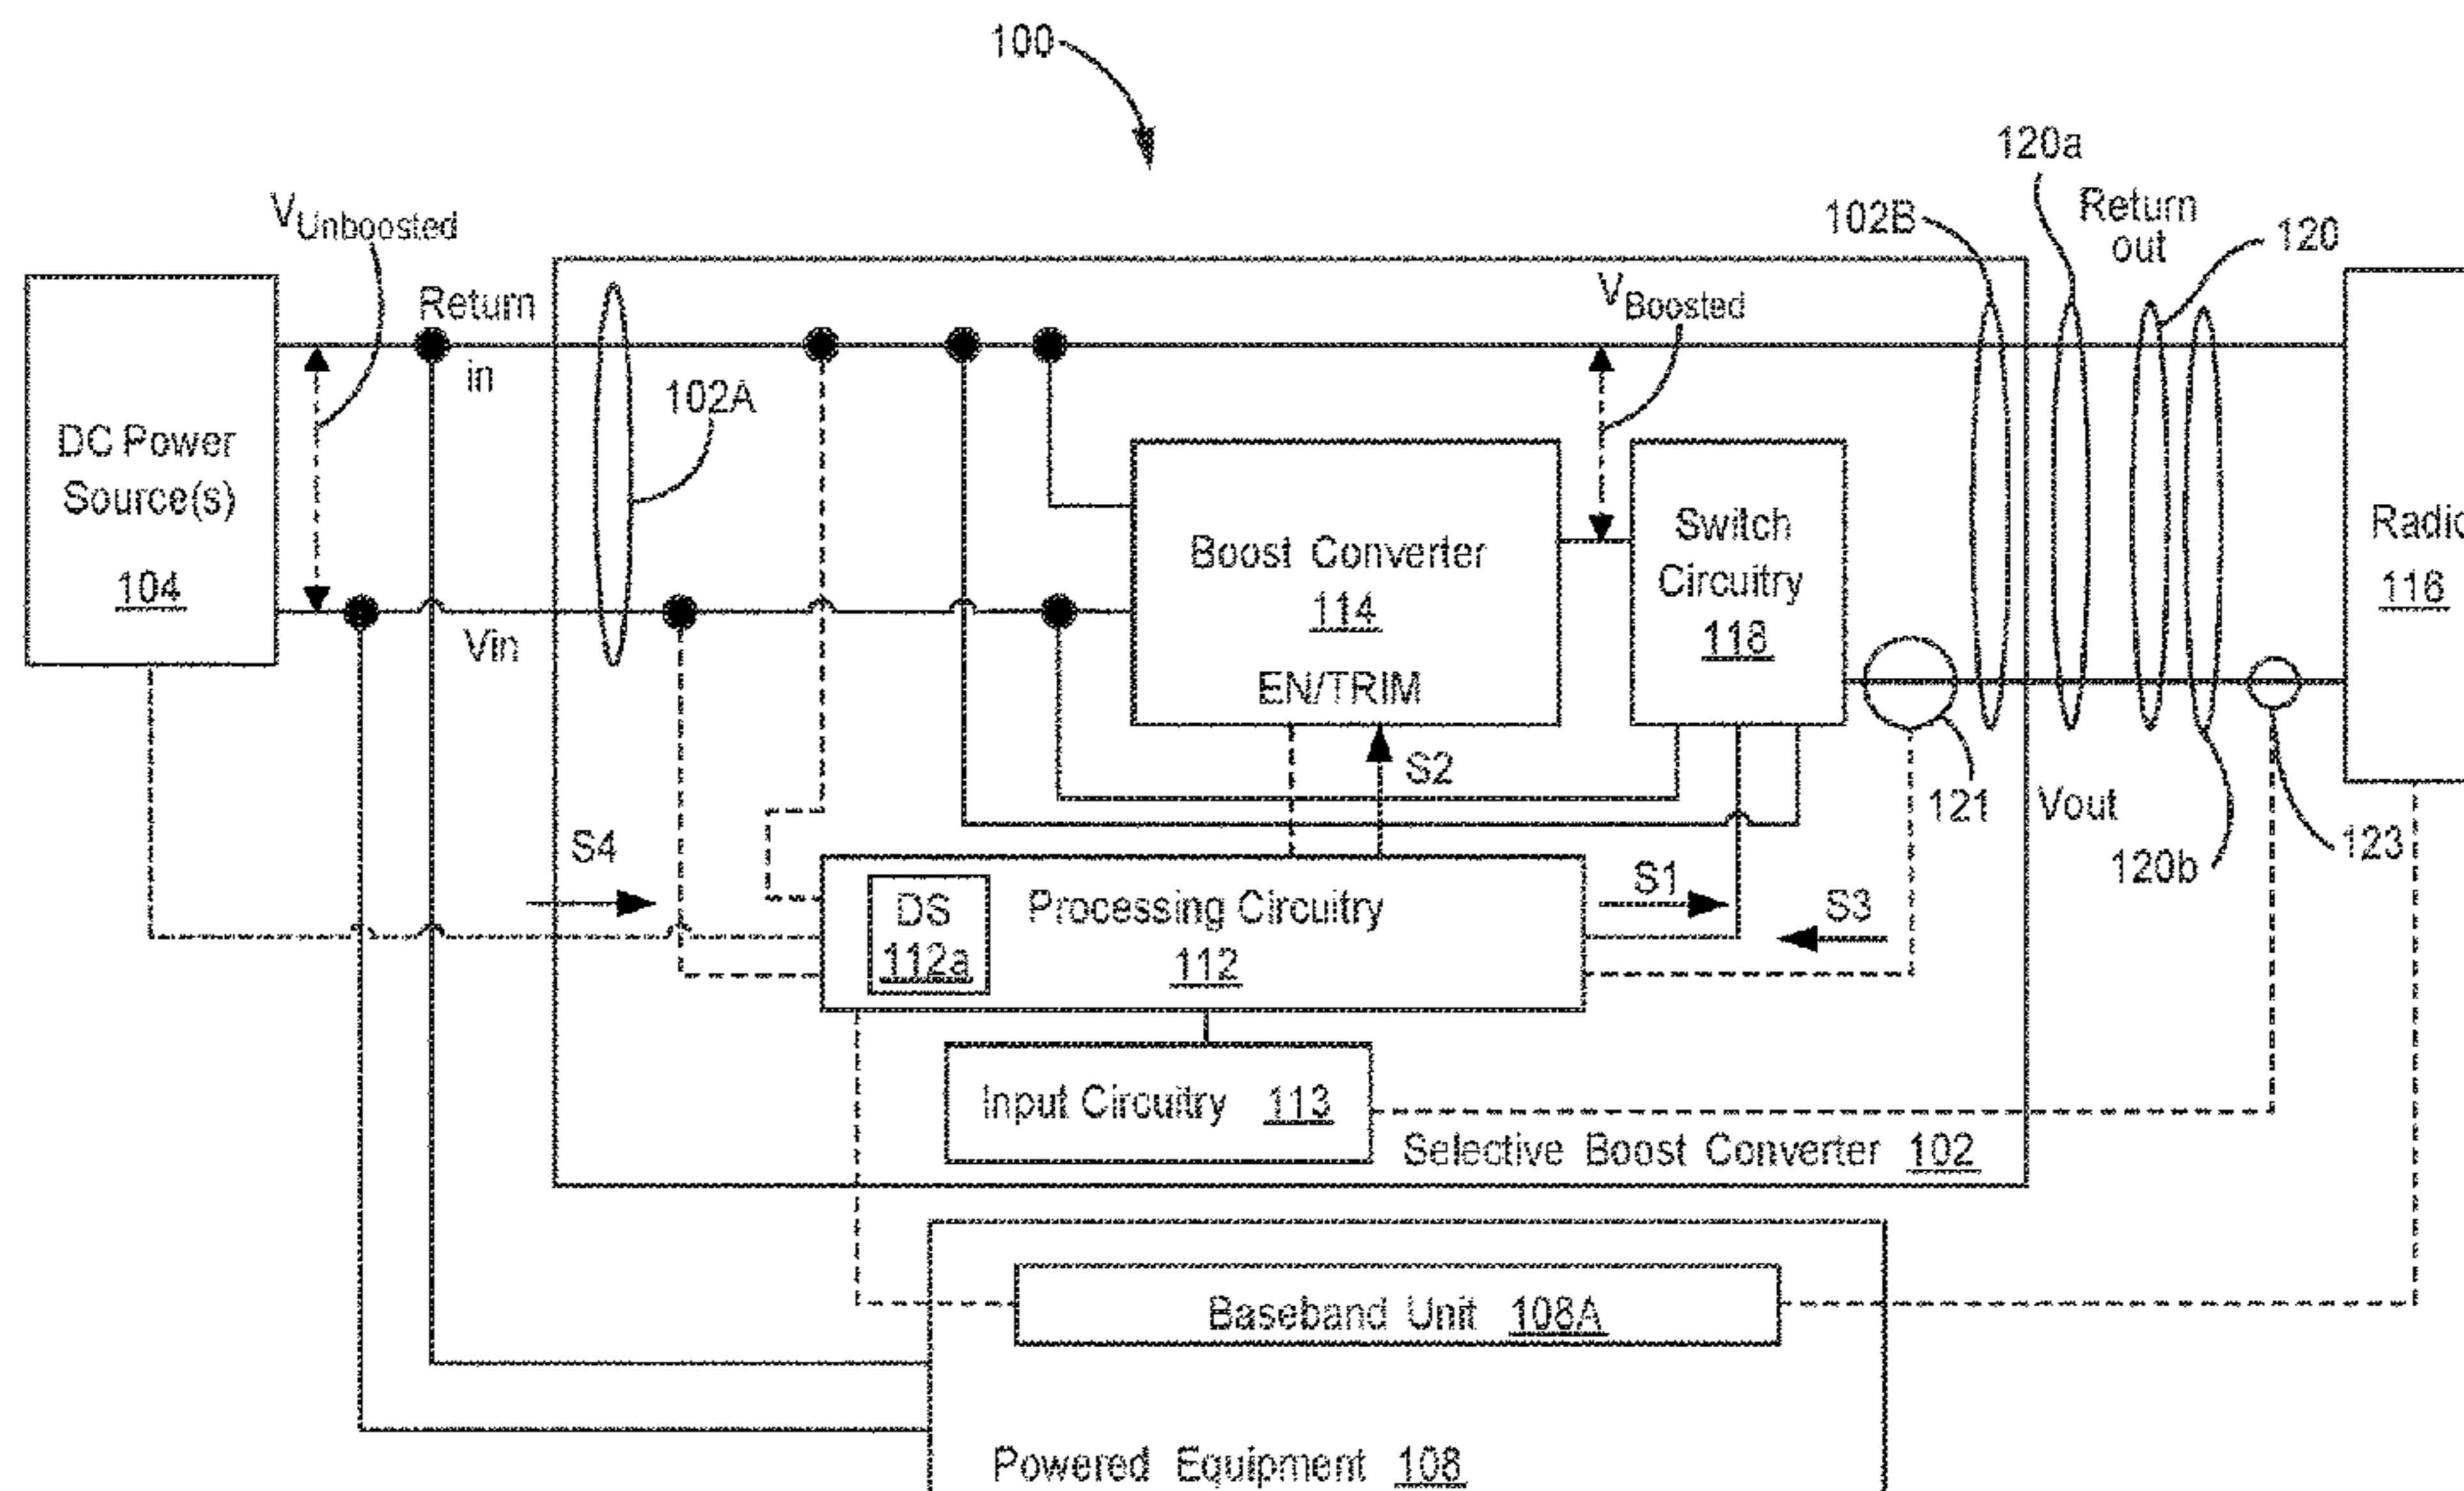 100
120a
V Unboosted
102B
Return
out
120
Return
in
V Boosted
102A
DC Power
Source(s)
104
Boost Converter
114
EN/TRIM
Switch
Circuitry
118
Radio
116
Vin
S2
121
Vout
123
120b
S4
DS
112a
Processing Circuitry
112
S1
S3
Input Circuitry 113
Selective Boost Converter 102
Baseband Unit 108A
Powered Equipment 108